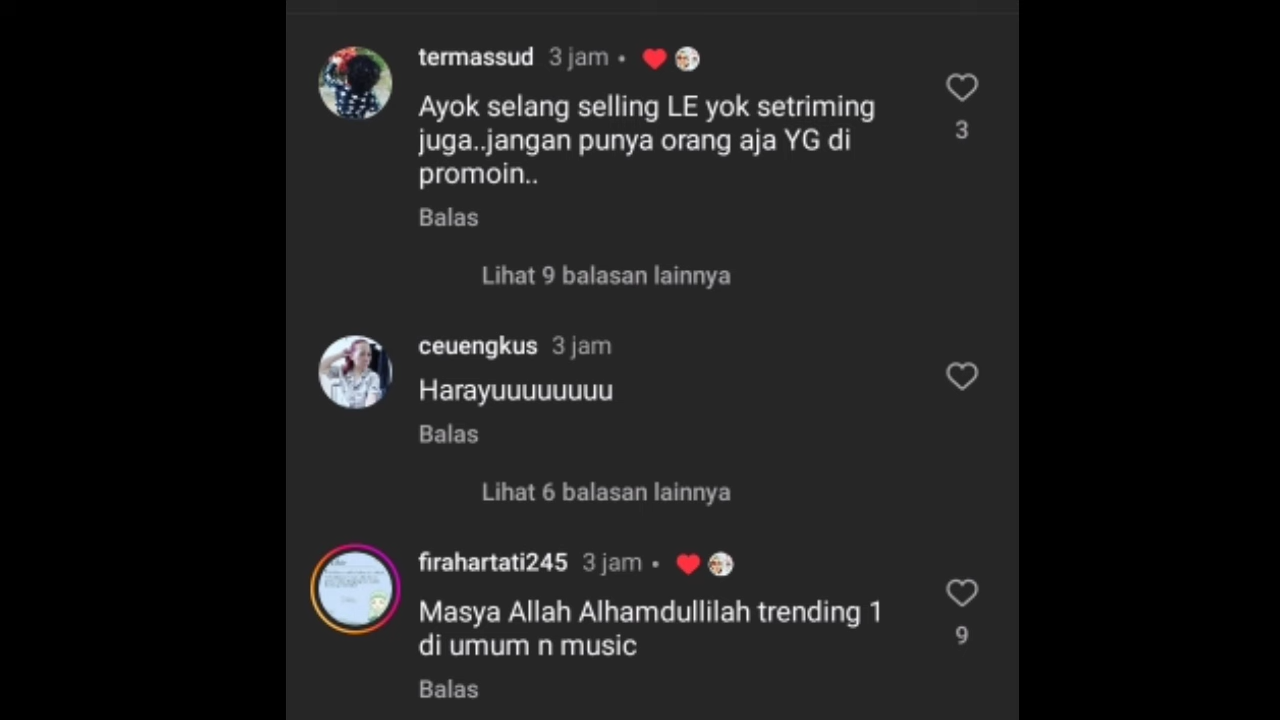 termassud 3 jam •
Ayok selang selling LE yok setriming
juga..jangan punya orang aja YG di
promoin..
3
Balas
Lihat 9 balasan lainnya
ceuengkus 3 jam
Harayuuuuuuuu
Balas
Lihat 6 balasan lainnya
firahartati245 3 jam •
Masya Allah Alhamdullilah trending 1
di umum n music
9
Balas